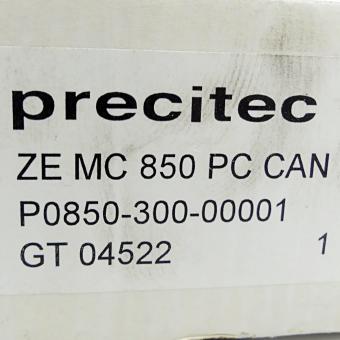 precitec
ZE MC 850 PC CAN
P0850-300-00001
GT 04522 1